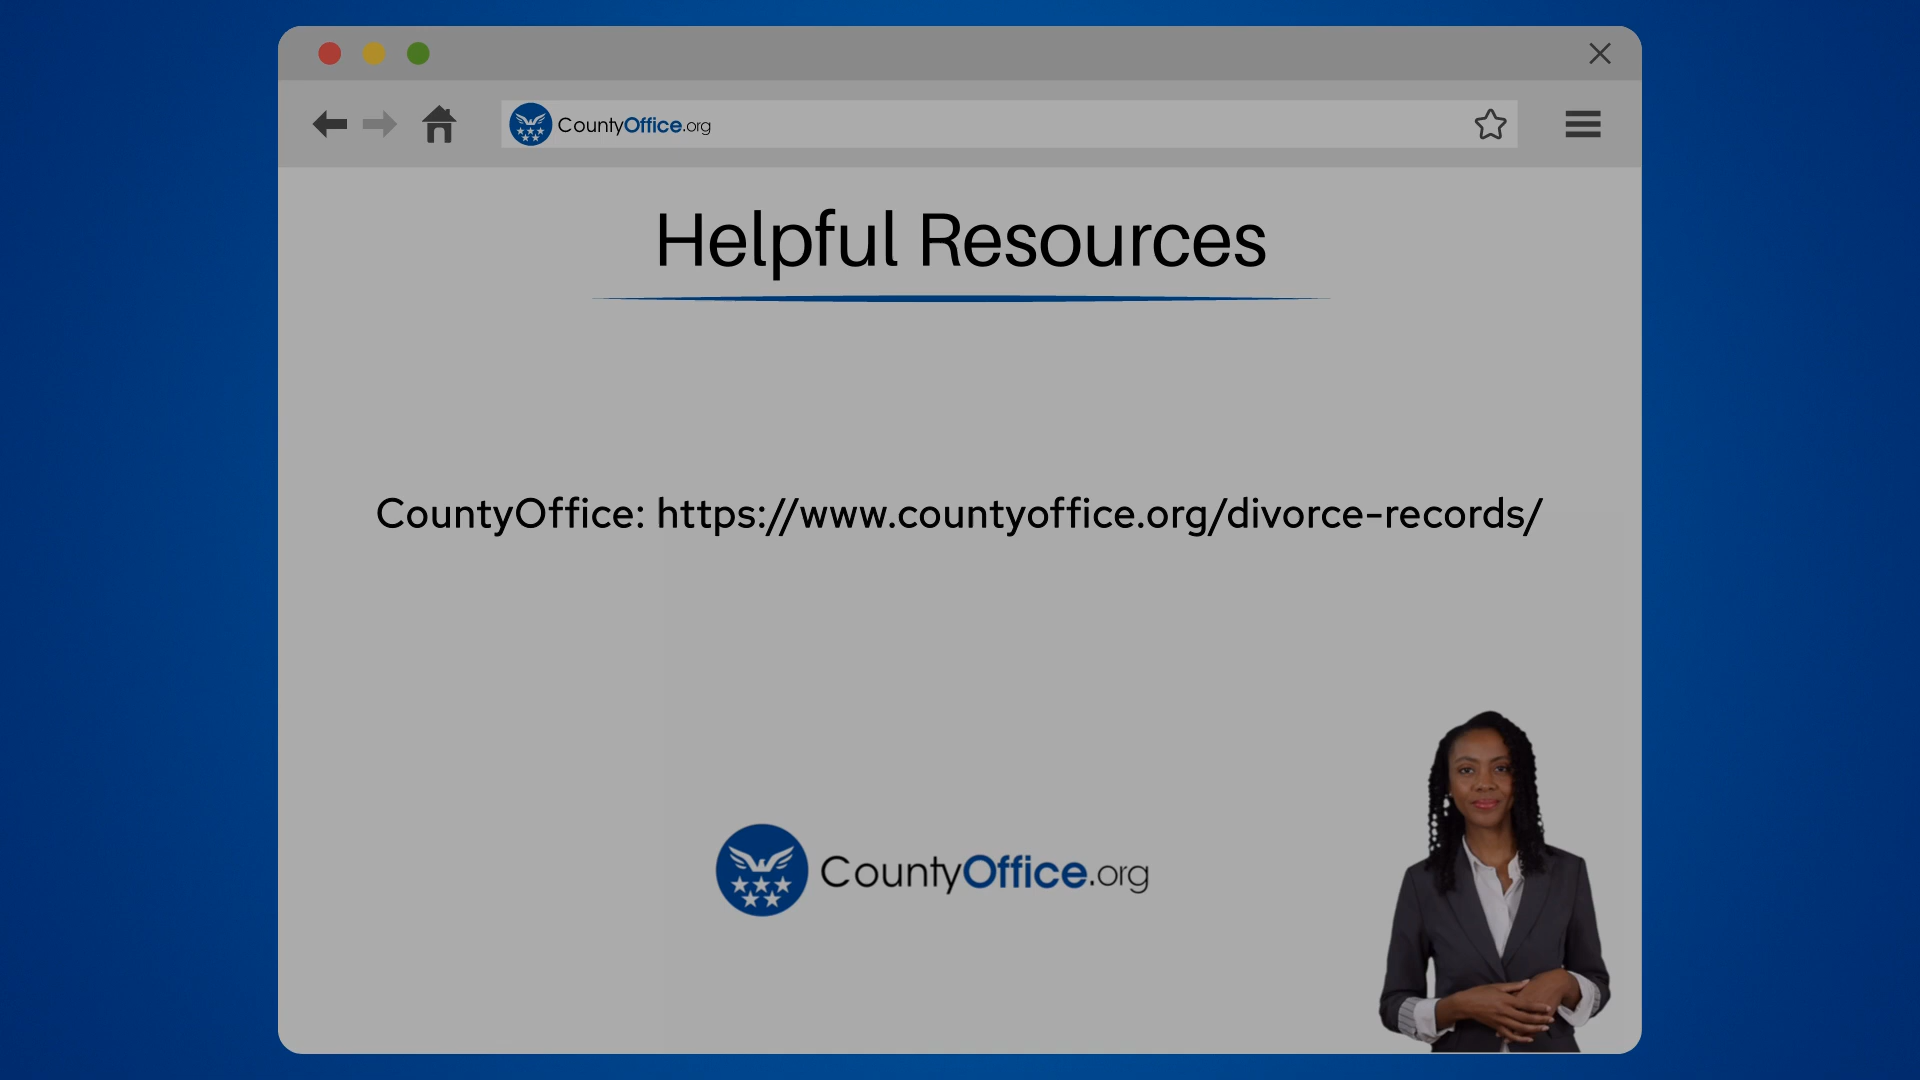 CountyOffice.org
Helpful Resources
CountyOffice: https://www.countyoffice.org/divorce-records/
CountyOffice.org